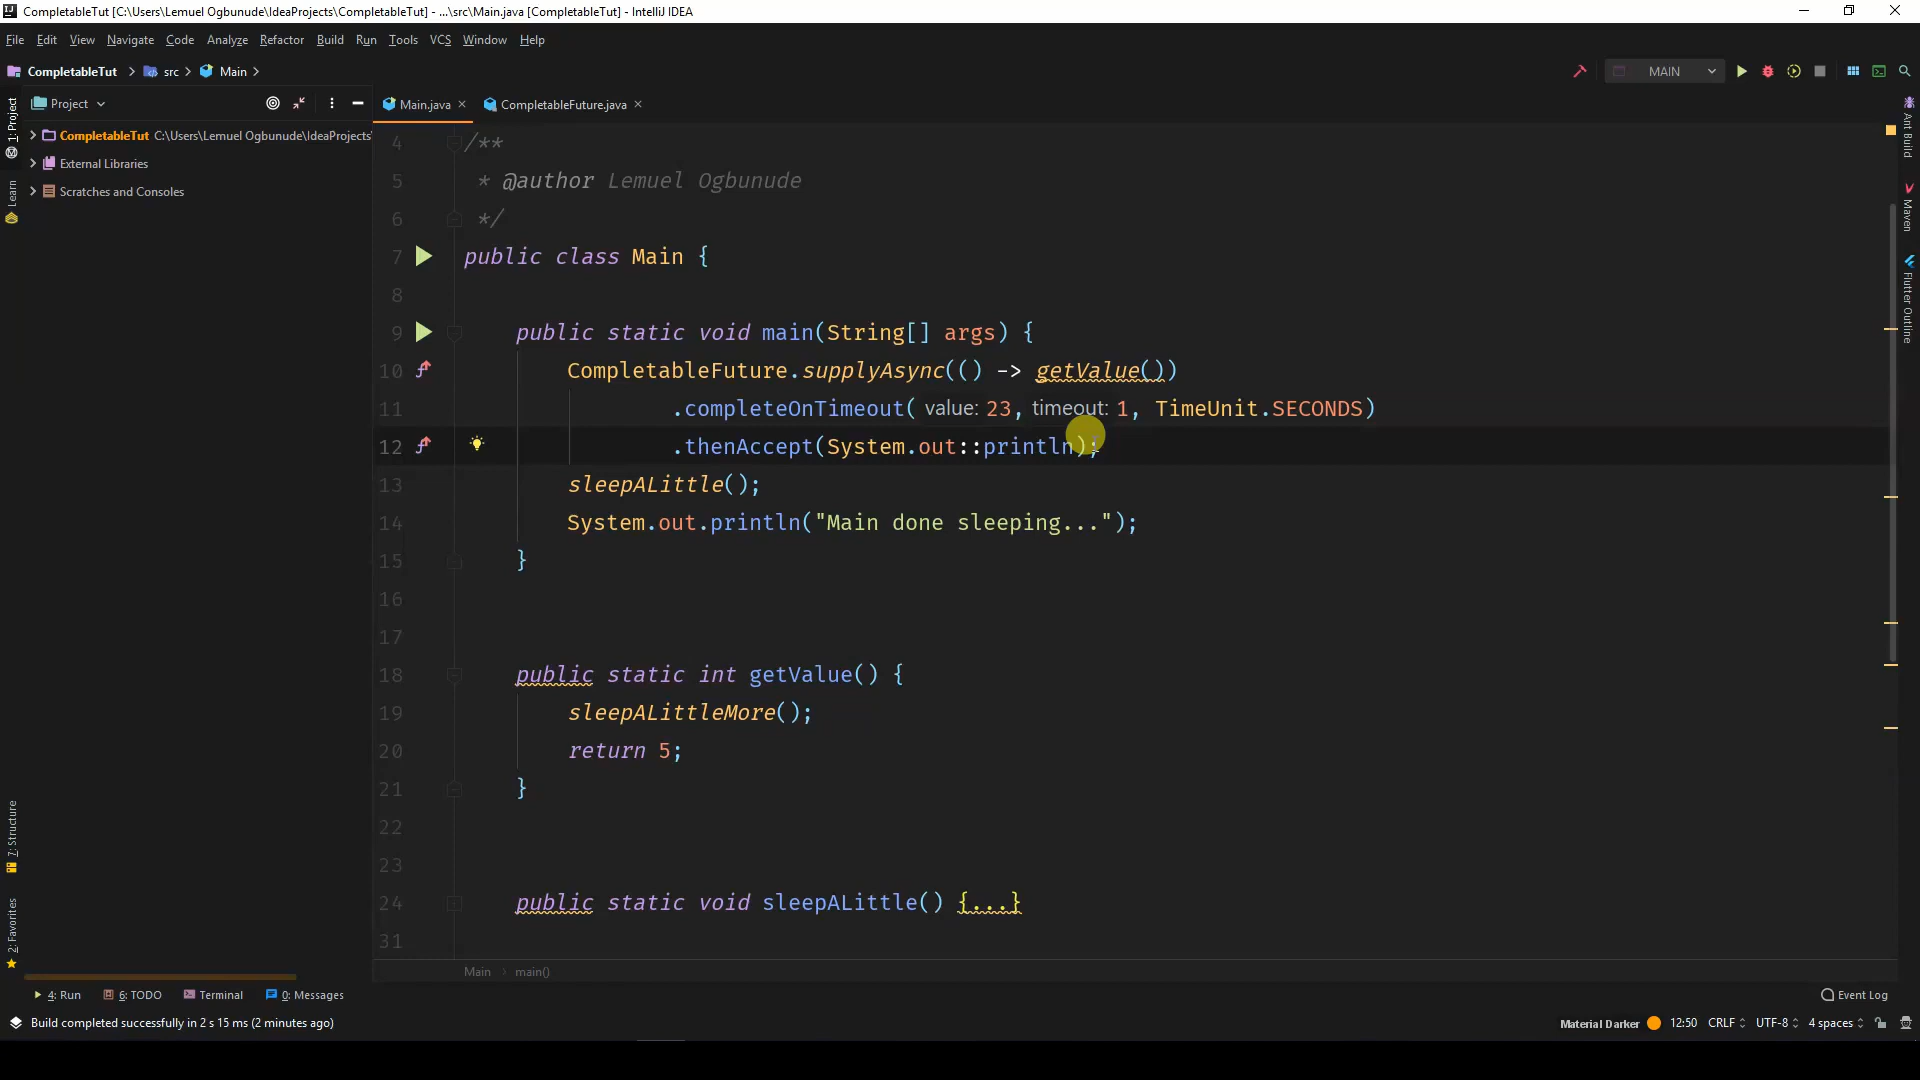 CompletableTut [C:\Users\Lemuel Ogbunude\IdeaProjects\CompletableTut] - ...\src\Main.java [CompletableTut] - IntelliJ IDEA
File Edit View Navigate Code Analyze Refactor Build Run Tools VCS Window Help
CompletableTut src Main MAIN
Project
Main.java CompletableFuture.java
CompletableTut C:\Users\Lemuel Ogbunude\IdeaProjects
External Libraries
Scratches and Consoles
1: Project
Learn
7: Structure
2: Favorites
4 /**
5 * @author Lemuel Ogbunude
6 */
7 public class Main {
8
9 public static void main(String[] args) {
10 CompletableFuture.supplyAsync(() -> getValue())
11 .completeOnTimeout( value: 23, timeout: 1, TimeUnit.SECONDS)
12 .thenAccept(System.out::println);
13 sleepALittle();
14 System.out.println("Main done sleeping...");
15 }
16
17
18 public static int getValue() {
19 sleepALittleMore();
20 return 5;
21 }
22
23
24 public static void sleepALittle() {...}
31
Main main()
Ant Build
Maven
Flutter Outline
4: Run 6: TODO Terminal 0: Messages Event Log
Build completed successfully in 2 s 15 ms (2 minutes ago) Material Darker 12:50 CRLF UTF-8 4 spaces